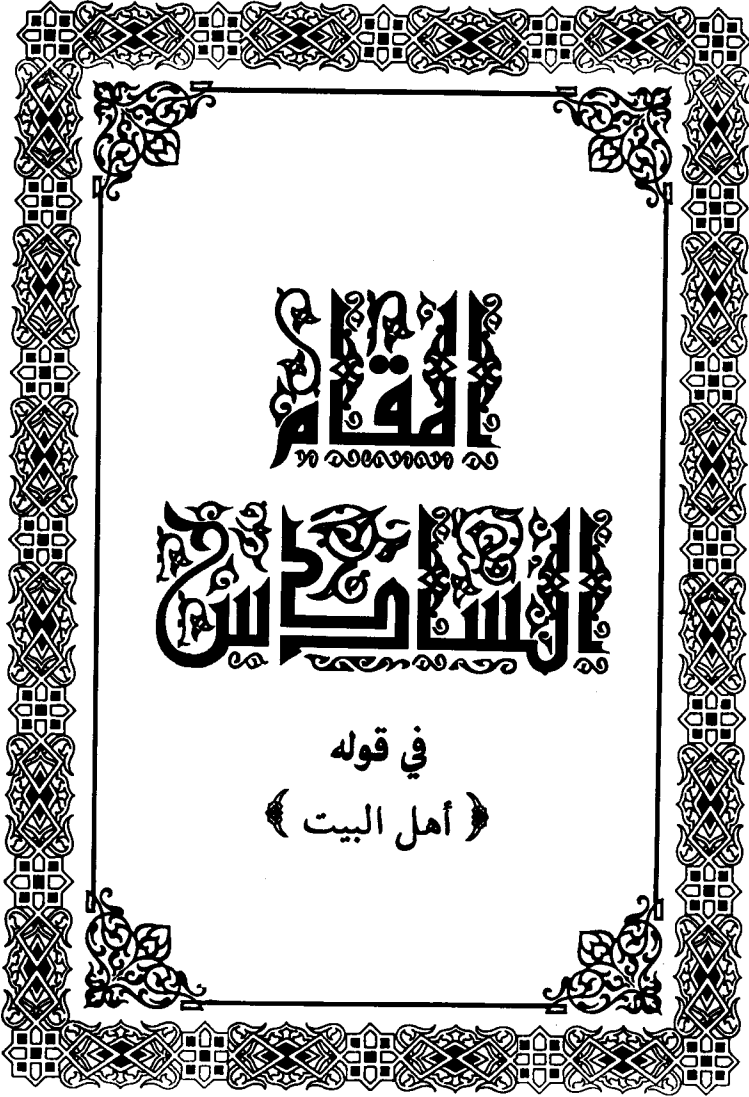 المقام
السادس
في قوله
﴿ أهل البيت ﴾